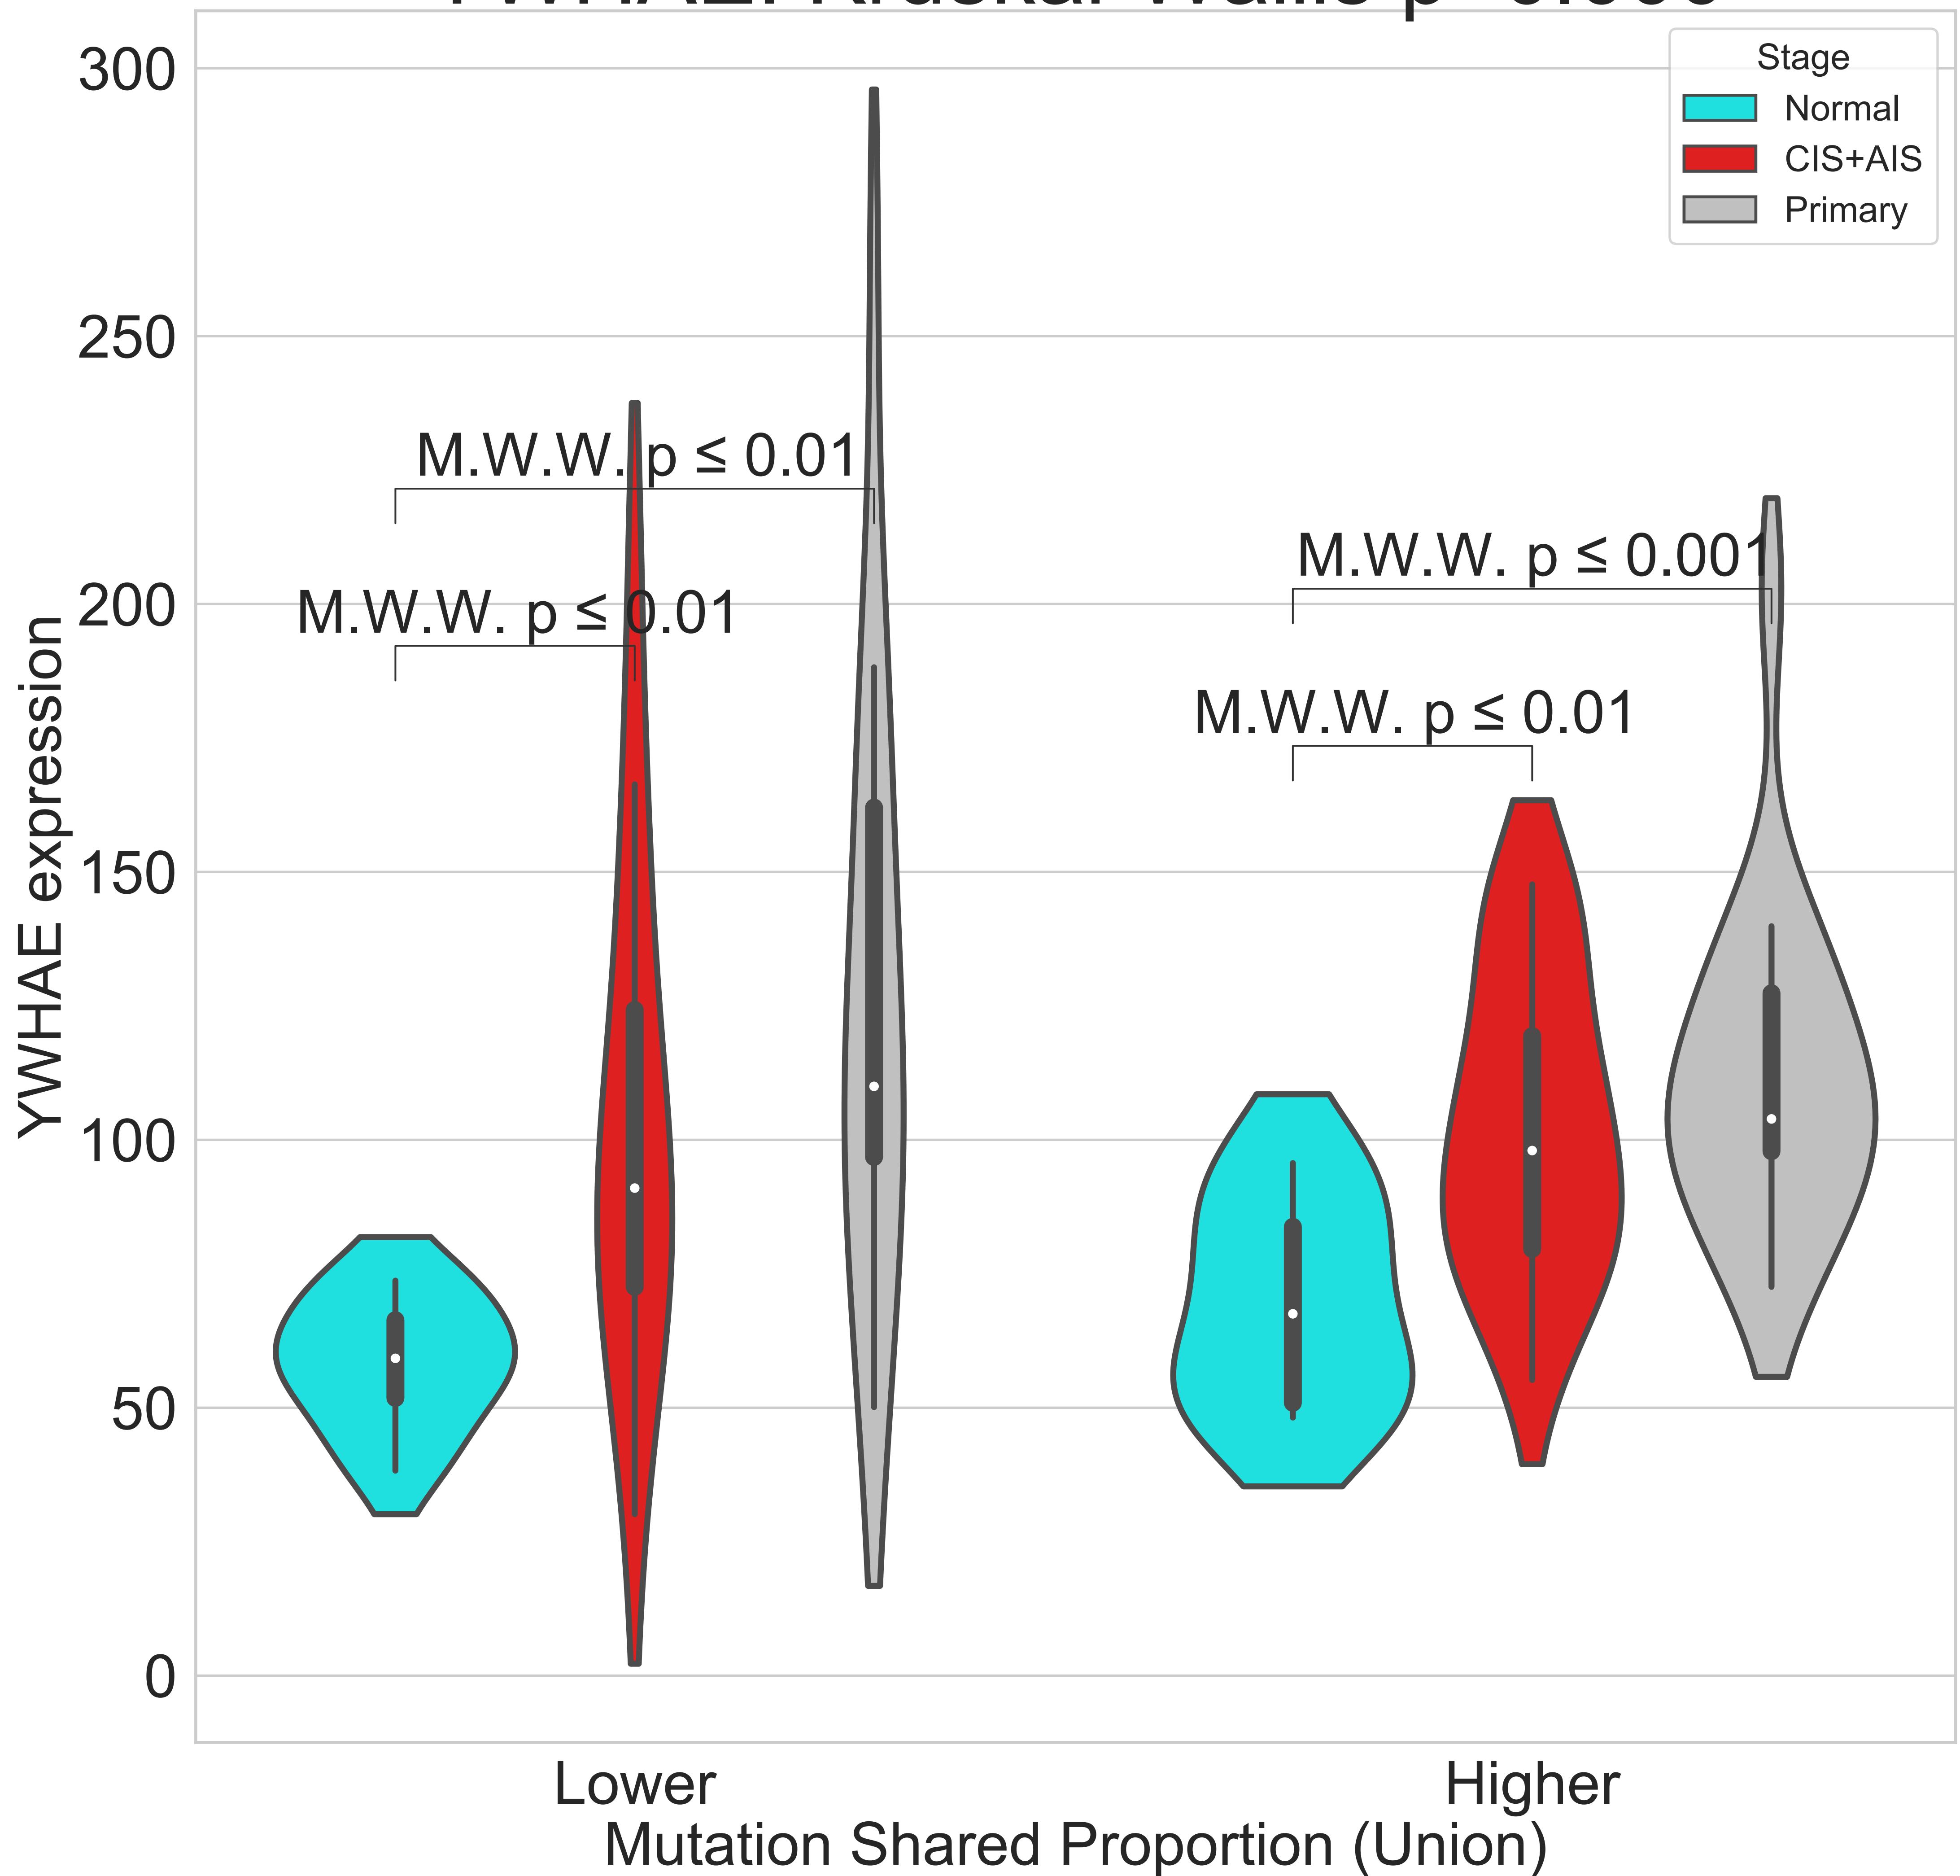 300
250
200
150
100
50
0
YWHAE expression
Stage
Normal
CIS+AIS
Primary
M.W.W. p ≤ 0.01
M.W.W. p ≤ 0.01
M.W.W. p ≤ 0.001
M.W.W. p ≤ 0.01
Lower
Higher
Mutation Shared Proportion (Union)